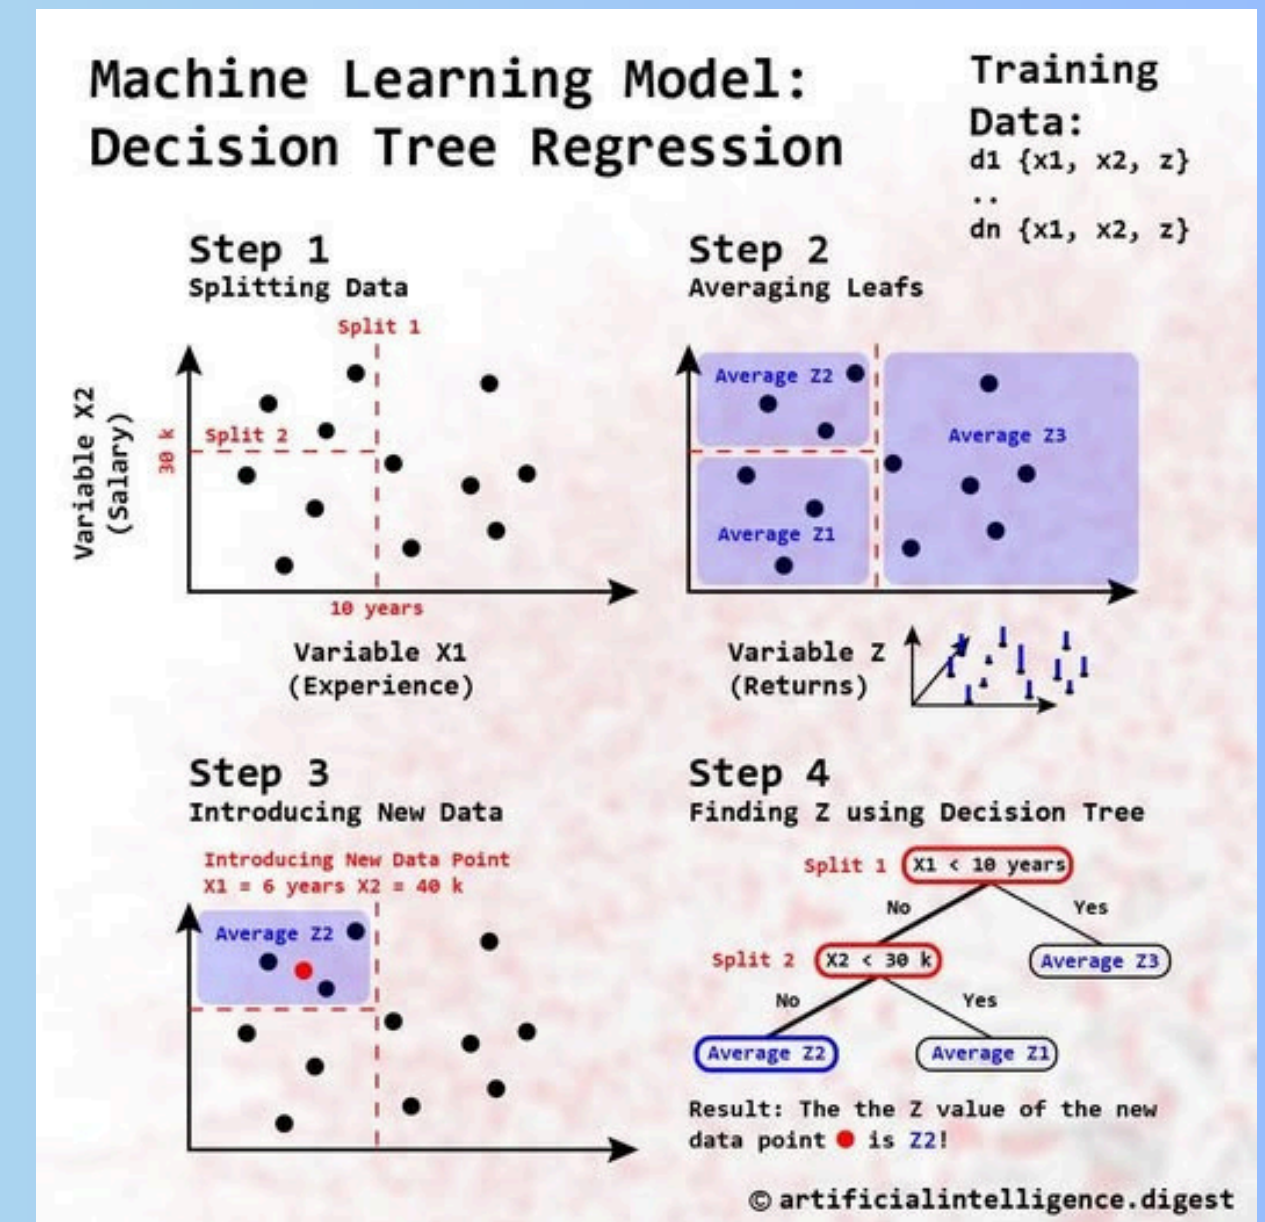 Machine Learning Model:
Decision Tree Regression
Training
Data:
d1 {x1, x2, z}
..
dn {x1, x2, z}
Step 1
Splitting Data
Split 1
Split 2
30 k
Variable X2
(Salary)
10 years
Variable X1
(Experience)
Step 2
Averaging Leafs
Average Z2
Average Z3
Average Z1
Variable Z
(Returns)
Step 3
Introducing New Data
Introducing New Data Point
X1 = 6 years X2 = 40 k
Average Z2
Step 4
Finding Z using Decision Tree
Split 1 X1 < 10 years
No Yes
Split 2 X2 < 30 k Average Z3
No Yes
Average Z2 Average Z1
Result: The the Z value of the new
data point is Z2!
© artificialintelligence.digest